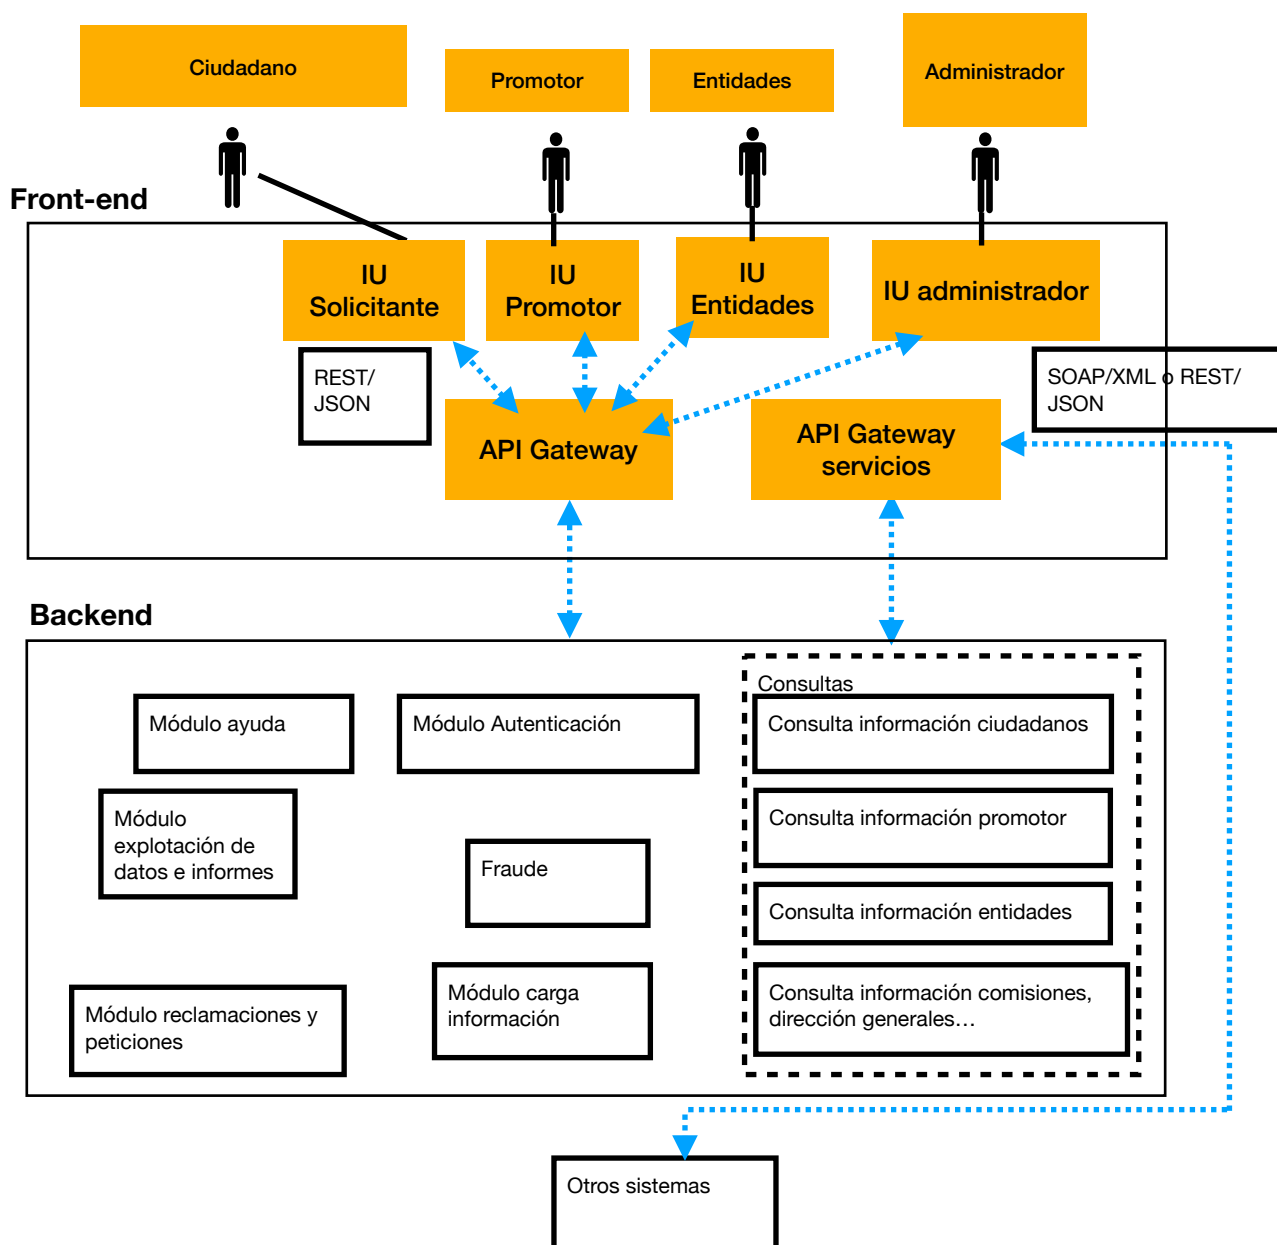 Ciudadano
Promotor
Entidades
Administrador
Front-end
IU
Solicitante
IU
Promotor
IU
Entidades
IU administrador
REST/
JSON
SOAP/XML o REST/
JSON
API Gateway
API Gateway
servicios
Backend
Módulo ayuda
Módulo Autenticación
Módulo
explotación de
datos e informes
Fraude
Módulo reclamaciones y
peticiones
Módulo carga
información
Consultas
Consulta información ciudadanos
Consulta información promotor
Consulta información entidades
Consulta información comisiones,
dirección generales…
Otros sistemas